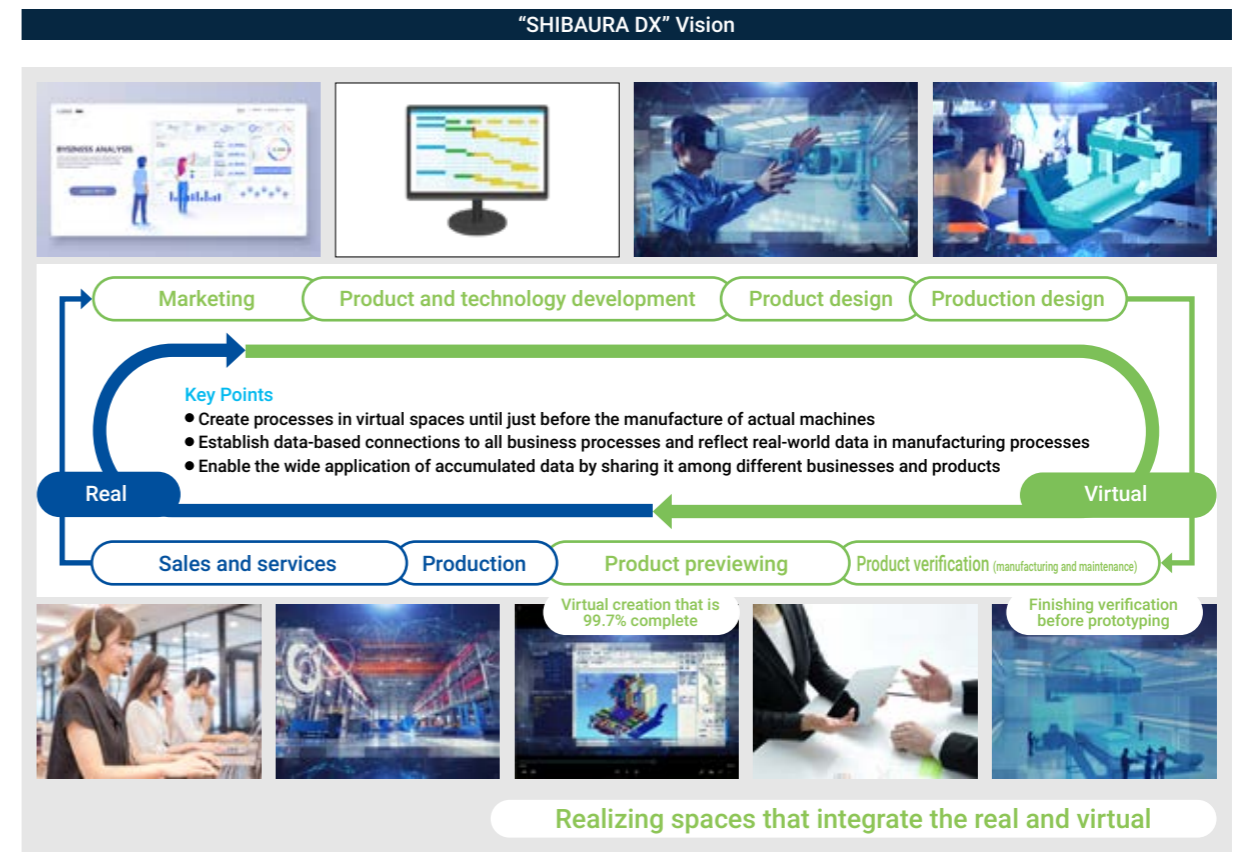 “SHIBAURA DX” Vision
BUSINESS ANALYSIS
Marketing
Product and technology development
Product design
Production design
Key Points
● Create processes in virtual spaces until just before the manufacture of actual machines
● Establish data-based connections to all business processes and reflect real-world data in manufacturing processes
● Enable the wide application of accumulated data by sharing it among different businesses and products
Real
Virtual
Sales and services
Production
Product previewing
Product verification (manufacturing and maintenance)
Virtual creation that is
99.7% complete
Finishing verification
before prototyping
Realizing spaces that integrate the real and virtual